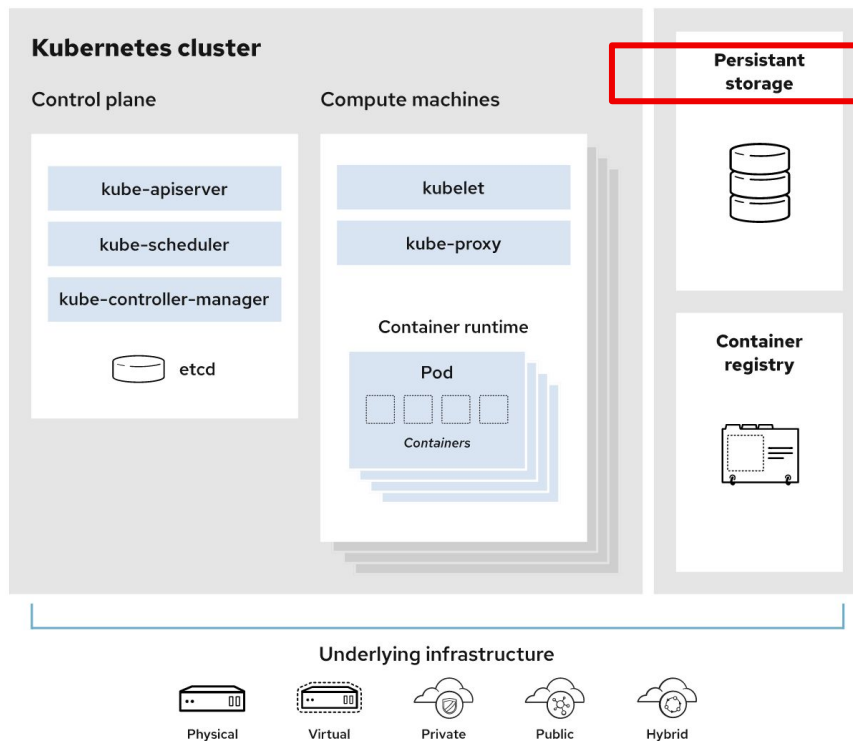 Kubernetes cluster
Control plane
kube-apiserver
kube-scheduler
kube-controller-manager
etcd
Compute machines
kubelet
kube-proxy
Container runtime
Pod
Containers
Persistant
storage
Container
registry
Underlying infrastructure
Physical
Virtual
Private
Public
Hybrid